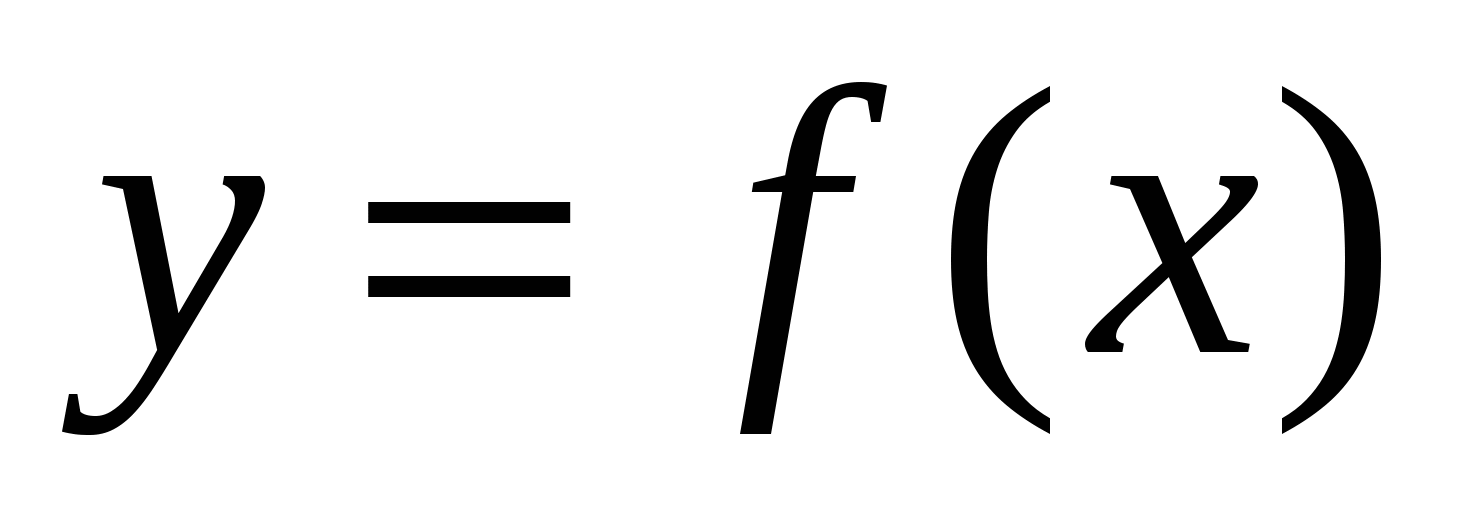 y = f(x)